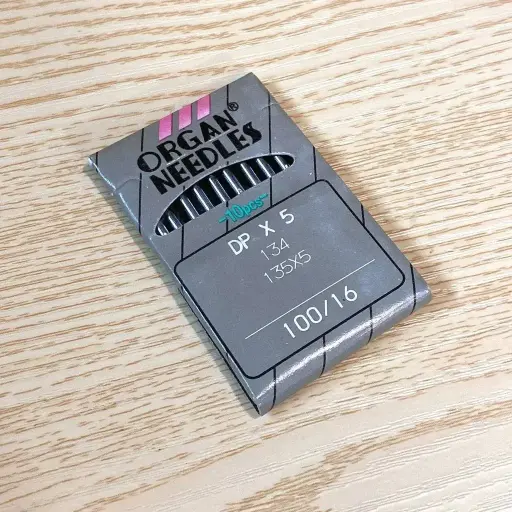 ORGAN®
NEEDLES
-10pcs-
DP X 5
134
135X5
100/16